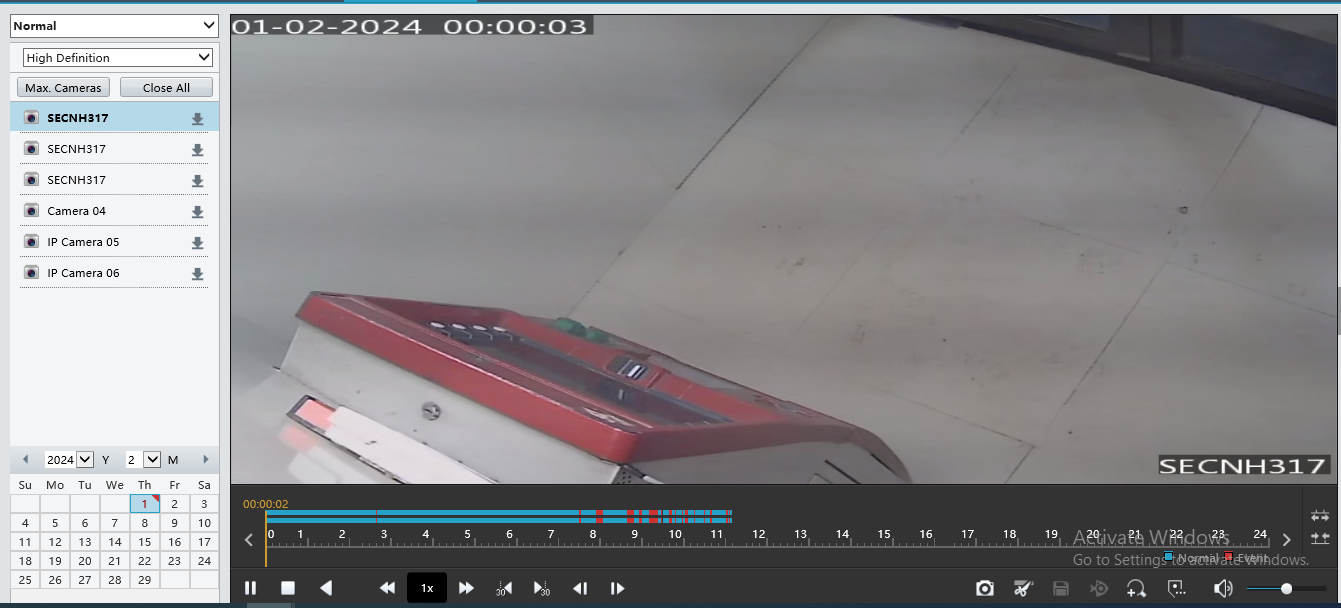 Normal
01-02-2024 00:00:03
High Definition
Max. Cameras Close All
SECNH317
SECNH317
SECNH317
Camera 04
IP Camera 05
IP Camera 06
SECNH317
2024 Y 2 M
Su Mo Tu We Th Fr Sa
1 2 3
4 5 6 7 8 9 10
11 12 13 14 15 16 17
18 19 20 21 22 23 24
25 26 27 28 29
00:00:02
0 1 2 3 4 5 6 7 8 9 10 11 12 13 14 15 16 17 18 19 20 21 22 23 24
Activate Windows
Normal Event
Go to Settings to activate Windows.
1x 30 30